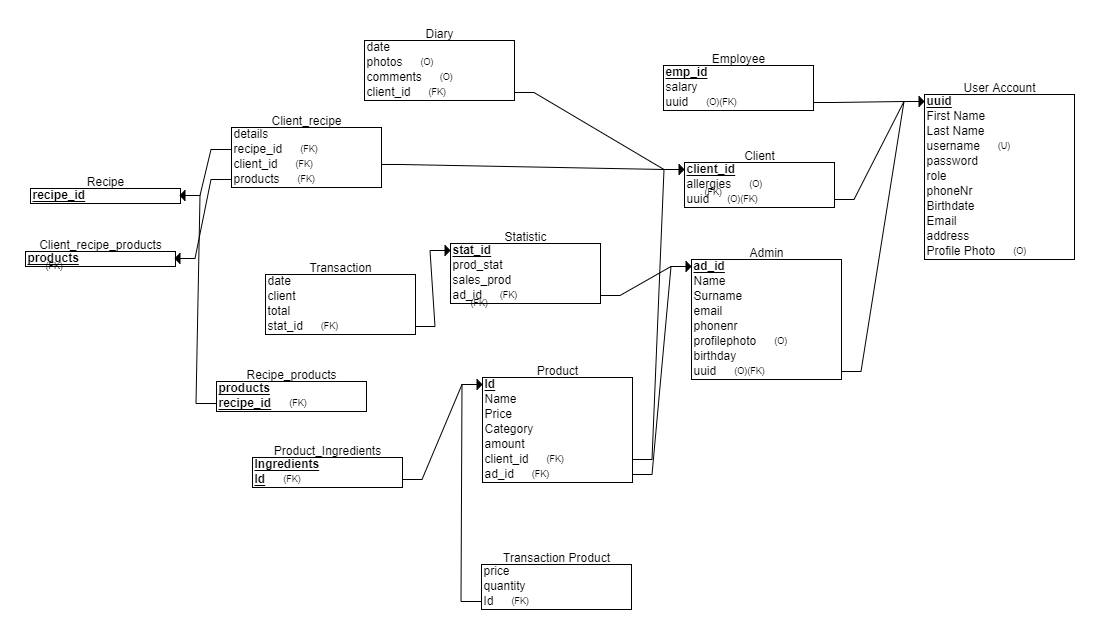 Diary
date
photos (O)
comments (O)
client_id (FK)
Employee
emp_id
salary
uuid (O)(FK)
User Account
uuid
First Name
Last Name
username (U)
password
role
phoneNr
Birthdate
Email
address
Profile Photo (O)
Client_recipe
details
recipe_id (FK)
client_id (FK)
products (FK)
Client
client_id
allergies (O)
(FK)
uuid (O)(FK)
Recipe
recipe_id
Client_recipe_products
products
(FK)
Statistic
stat_id
prod_stat
sales_prod
ad_id (FK)
(FK)
Transaction
date
client
total
stat_id (FK)
Admin
ad_id
Name
Surname
email
phonenr
profilephoto (O)
birthday
uuid (O)(FK)
Recipe_products
products
recipe_id (FK)
Product
Id
Name
Price
Category
amount
client_id (FK)
ad_id (FK)
Product_Ingredients
Ingredients
Id (FK)
Transaction Product
price
quantity
Id (FK)